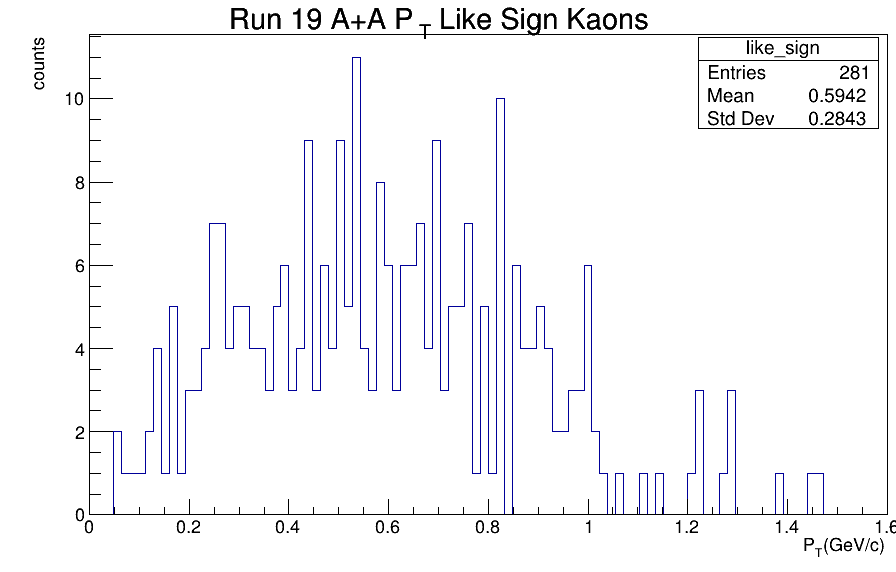 Run 19 A+A P_T Like Sign Kaons
counts
like_sign
Entries 281
Mean 0.5942
Std Dev 0.2843
10
8
6
4
2
0
0 0.2 0.4 0.6 0.8 1 1.2 1.4 1.6
P_T(GeV/c)